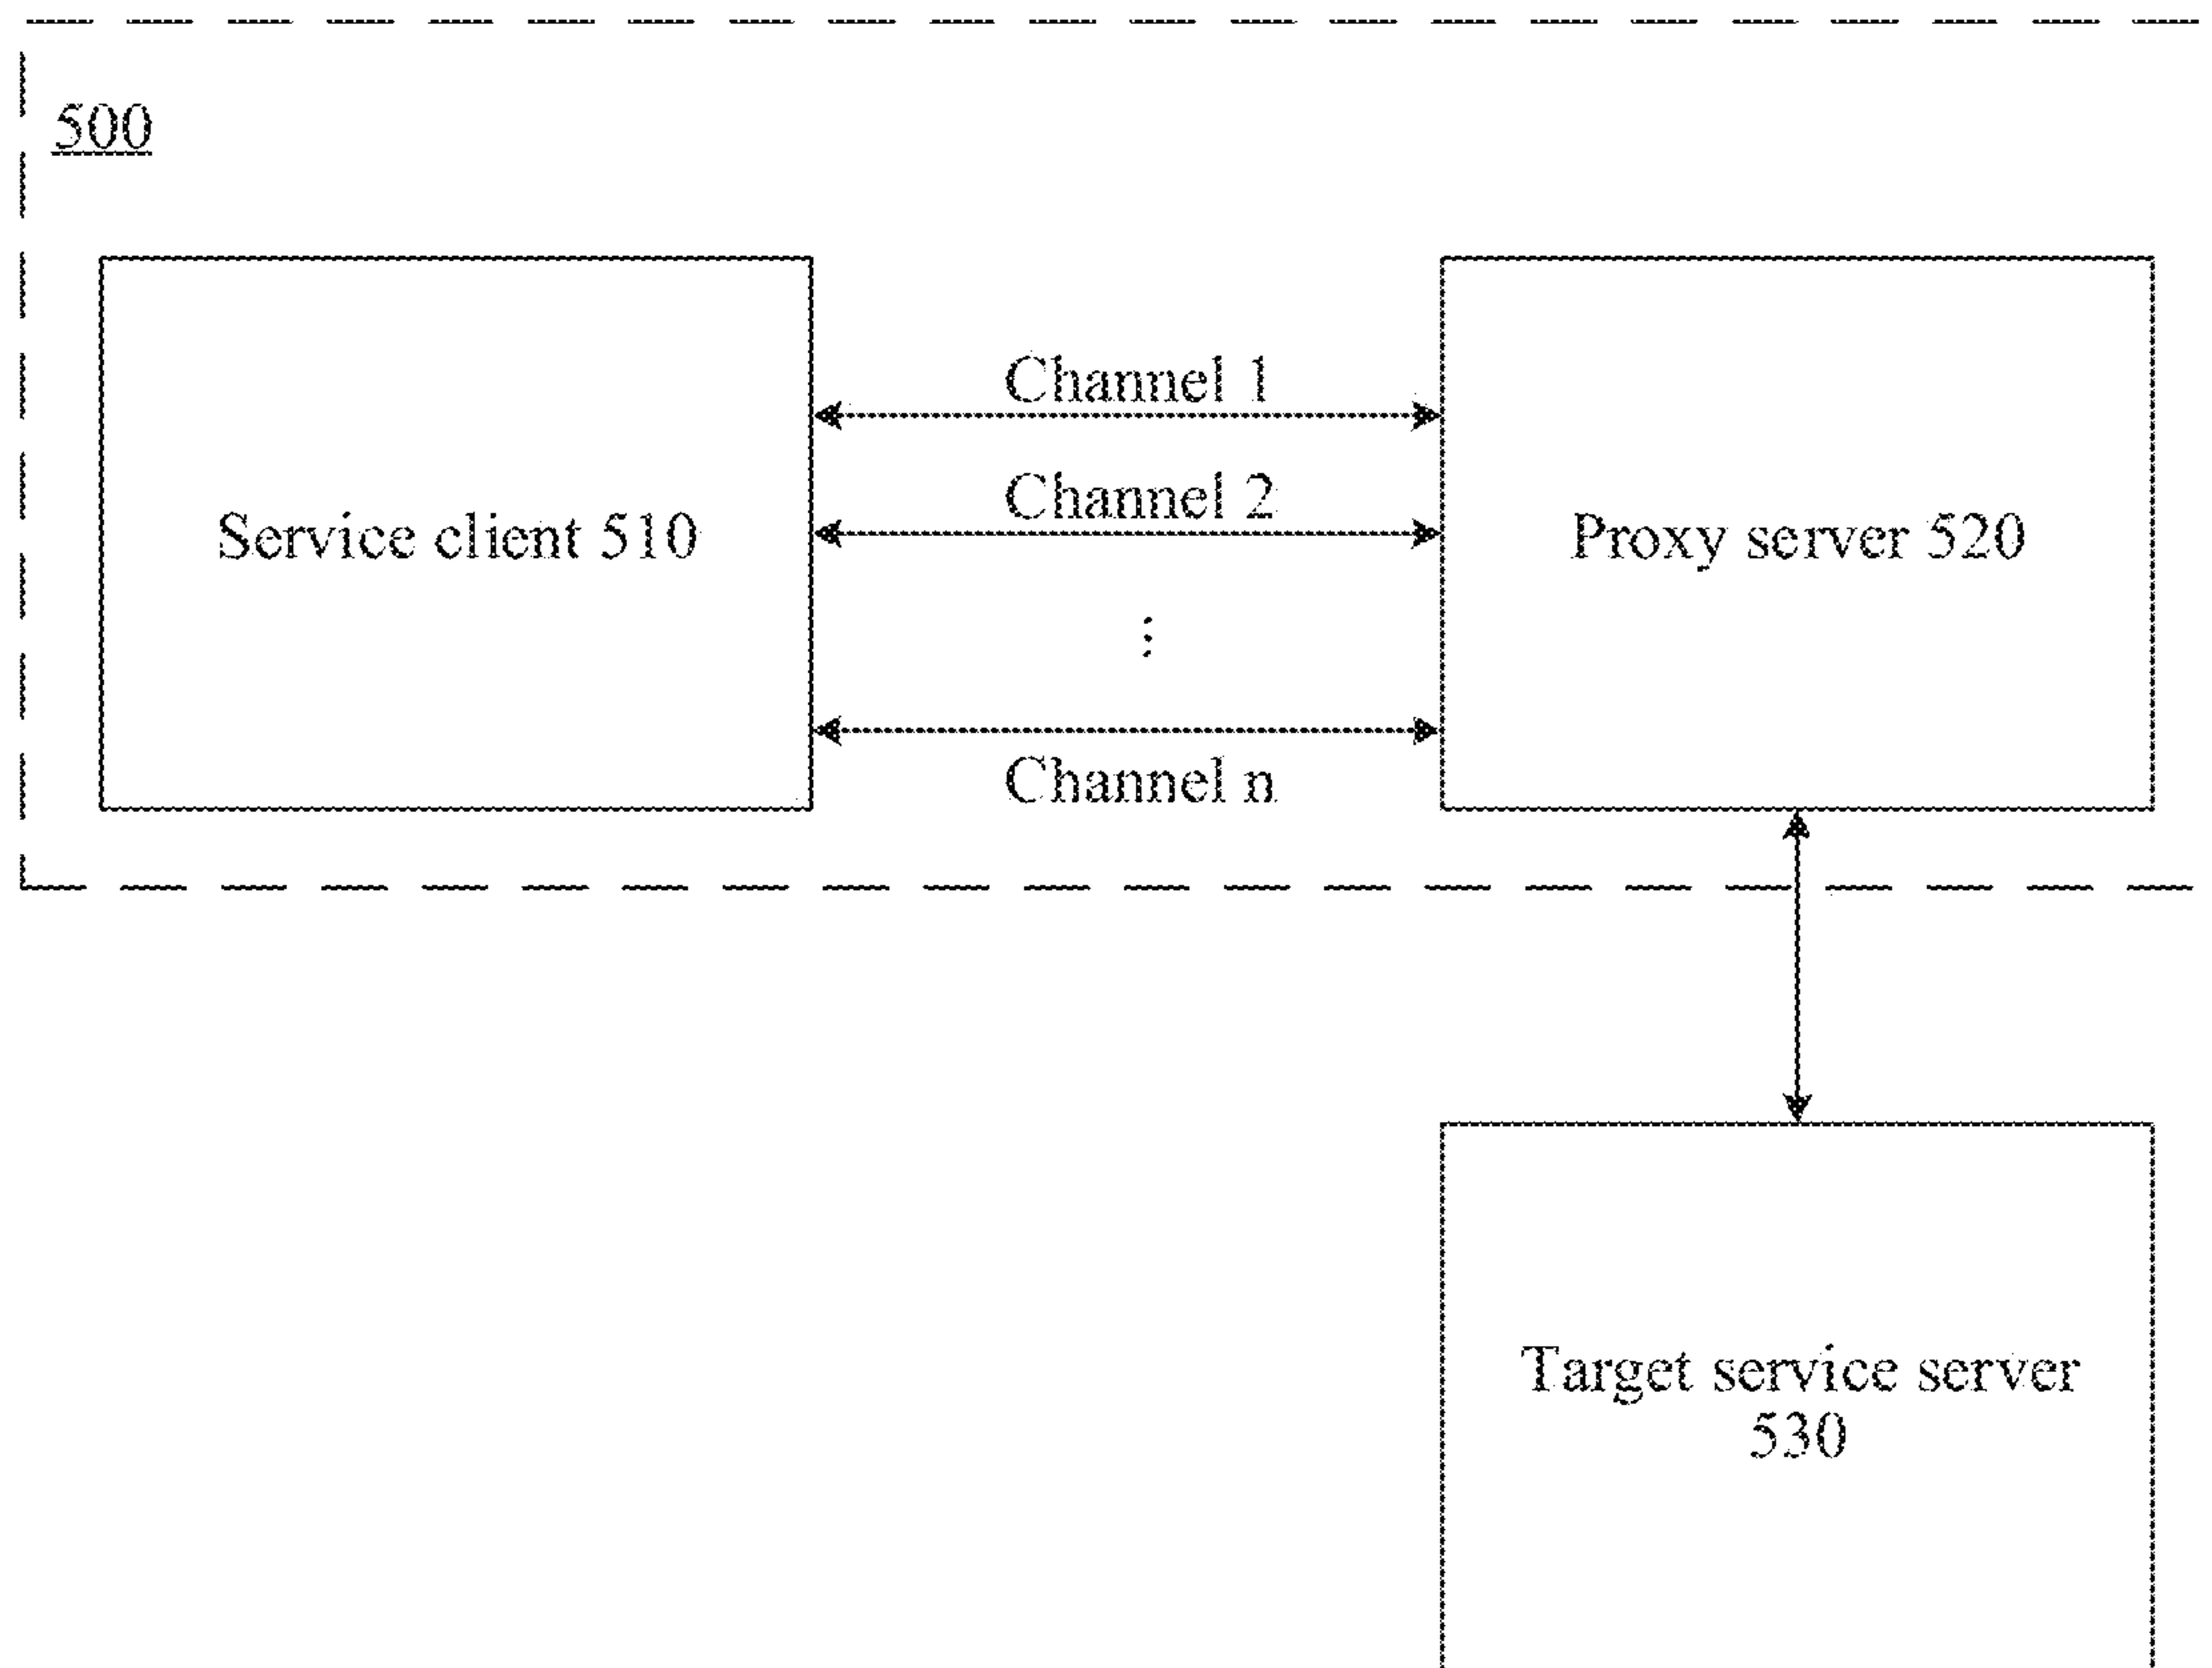 500
Channel 1
Channel 2
Service client 510
Proxy server 520
⋮
Channel n
Target service server
530